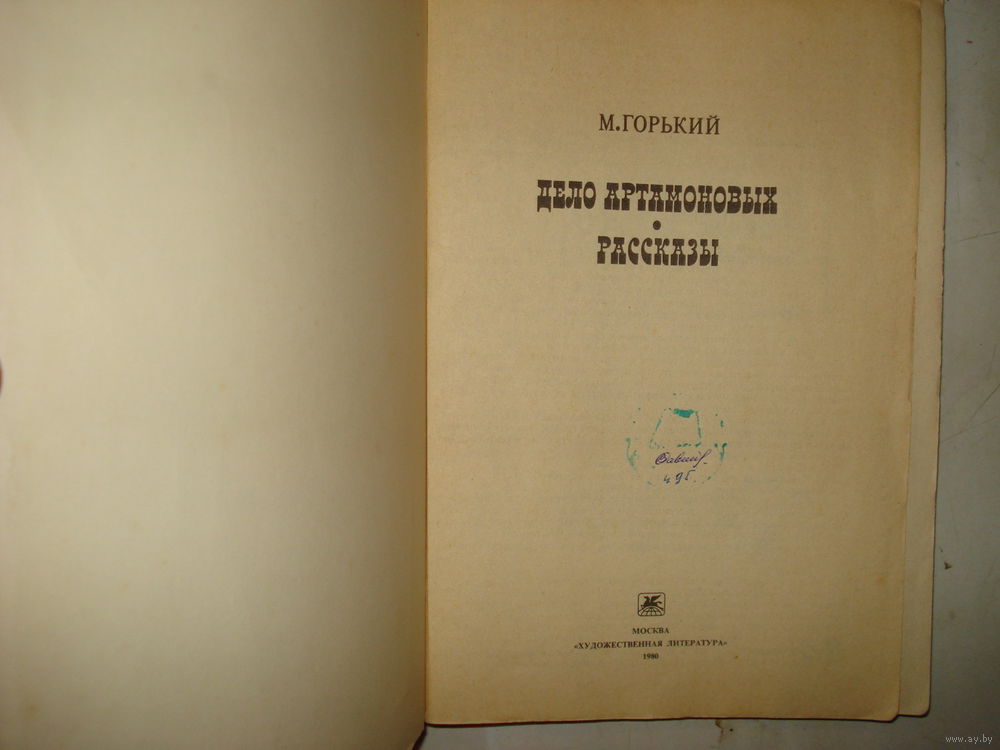 М.ГОРЬКИЙ
ДЕЛО АРТАМОНОВЫХ
•
РАССКАЗЫ
МОСКВА
«ХУДОЖЕСТВЕННАЯ ЛИТЕРАТУРА»
1980
www.ay.by